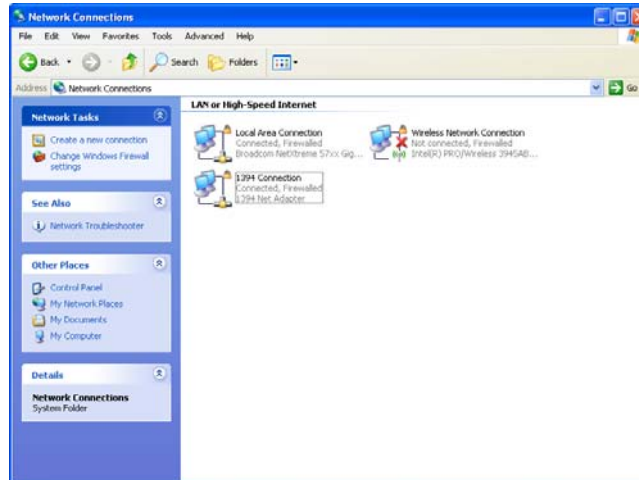 Network Connections
File Edit View Favorites Tools Advanced Help
Back Search Folders
Address Network Connections Go
Network Tasks
Create a new connection
Change Windows Firewall
settings
See Also
Network Troubleshooter
Other Places
Control Panel
My Network Places
My Documents
My Computer
Details
Network Connections
System Folder
LAN or High-Speed Internet
Local Area Connection
Connected, Firewalled
Broadcom NetXtreme 57xx Gig...
Wireless Network Connection
Not connected, Firewalled
Intel(R) PRO/Wireless 3945AB...
1394 Connection
Connected, Firewalled
1394 Net Adapter